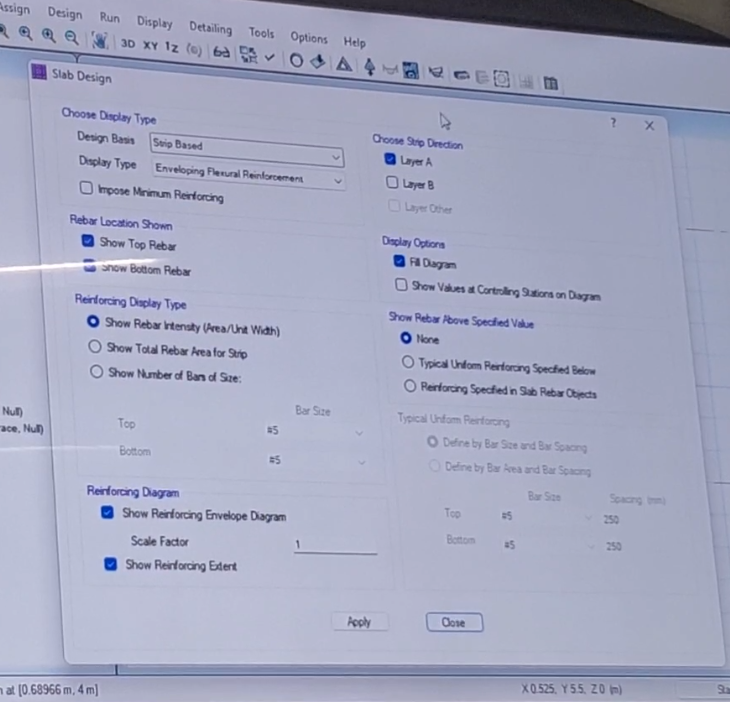 Assign Design Run Display Detailing Tools Options Help
3D XY
Slab Design
? X
Choose Display Type
Design Basis Strip Based
Display Type Enveloping Flexural Reinforcement
Impose Minimum Reinforcing
Rebar Location Shown
Show Top Rebar
Show Bottom Rebar
Reinforcing Display Type
Show Rebar Intensity (Area/Unit Width)
Show Total Rebar Area for Strip
Show Number of Bars of Size:
Bar Size
Top #5
Bottom #5
Reinforcing Diagram
Show Reinforcing Envelope Diagram
Scale Factor 1
Show Reinforcing Extent
Choose Strip Direction
Layer A
Layer B
Layer Other
Display Options
Fill Diagram
Show Values at Controlling Stations on Diagram
Show Rebar Above Specified Value
None
Typical Uniform Reinforcing Specified Below
Reinforcing Specified in Slab Rebar Objects
Typical Uniform Reinforcing
Define by Bar Size and Bar Spacing
Define by Bar Area and Bar Spacing
Bar Size Spacing (mm)
Top #5 250
Bottom #5 250
Apply Close
Null)
ace, Null)
at [0.68966 m, 4 m]
X 0.525, Y 5.5, Z 0 (m)